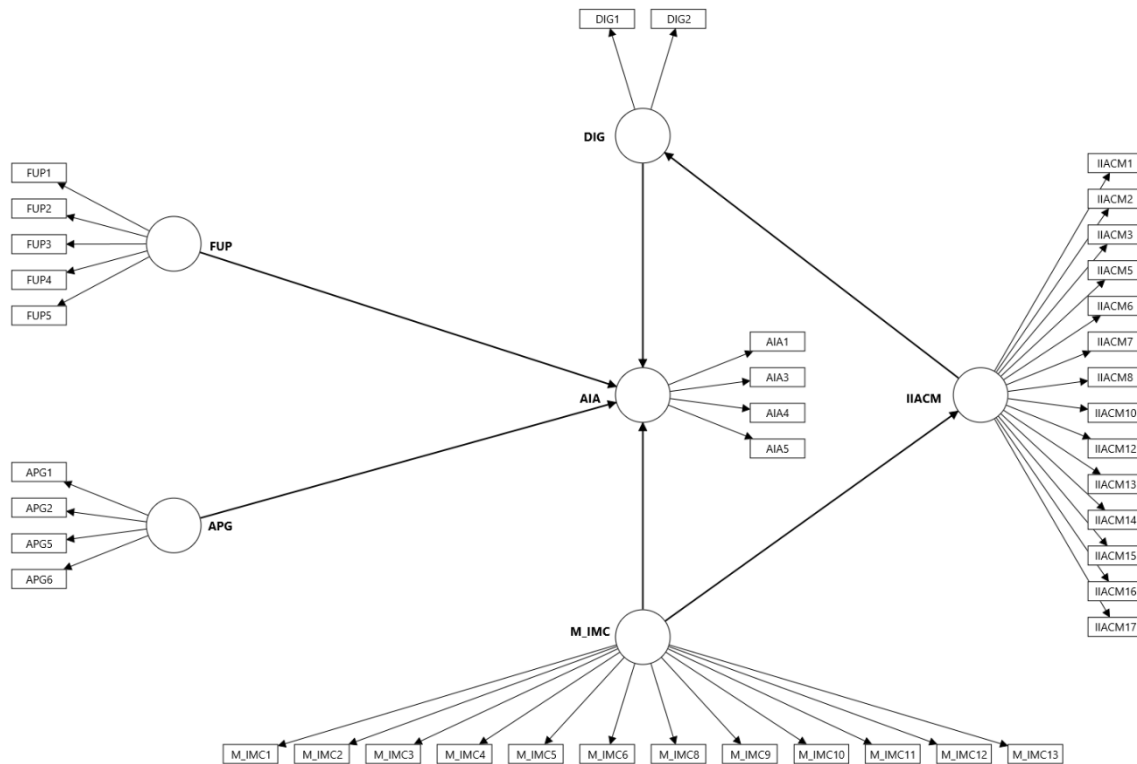 DIG1
DIG2
DIG
FUP1
FUP2
FUP3
FUP4
FUP5
FUP
IIACM1
IIACM2
IIACM3
IIACM5
IIACM6
IIACM7
IIACM8
IIACM10
IIACM12
IIACM13
IIACM14
IIACM15
IIACM16
IIACM17
IIACM
AIA1
AIA3
AIA4
AIA5
AIA
APG1
APG2
APG5
APG6
APG
M_IMC
M_IMC1
M_IMC2
M_IMC3
M_IMC4
M_IMC5
M_IMC6
M_IMC8
M_IMC9
M_IMC10
M_IMC11
M_IMC12
M_IMC13